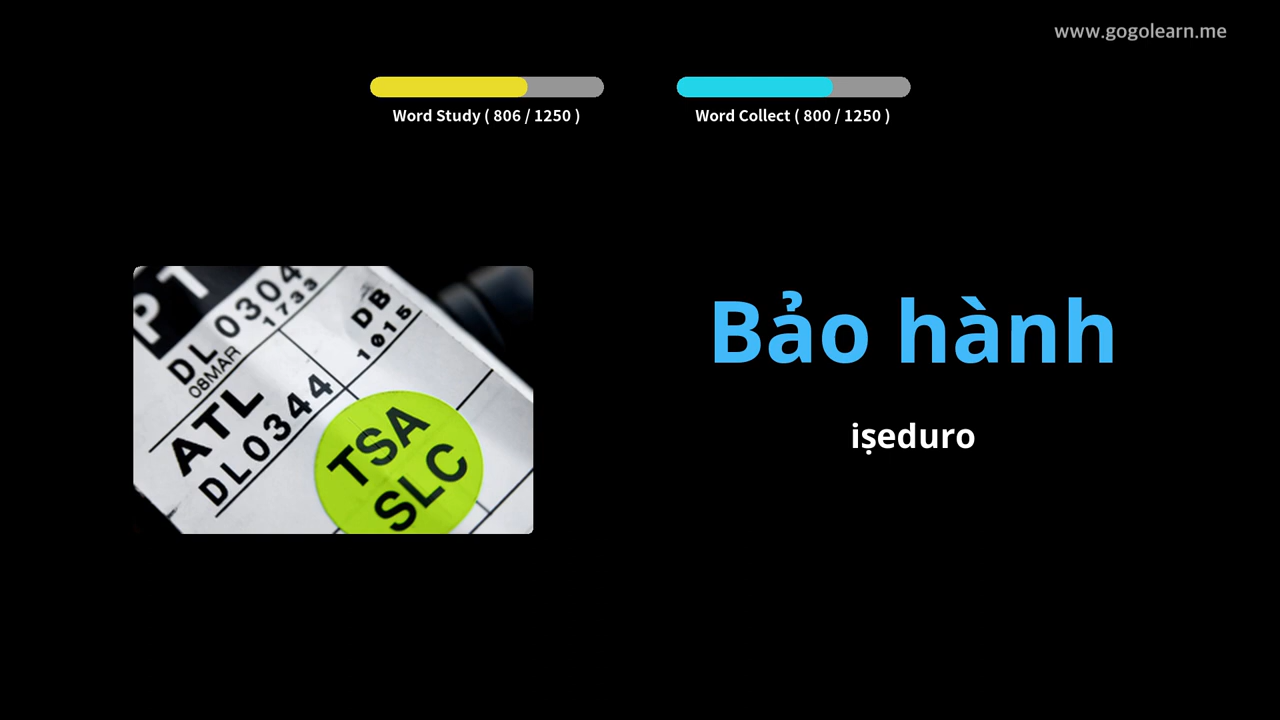 www.gogolearn.me
Word Study ( 806 / 1250 )
Word Collect ( 800 / 1250 )
P1
DL0304
1733
08MAR
DB
1015
ATL
DL0344
TSA
SLC
Bảo hành
iṣeduro